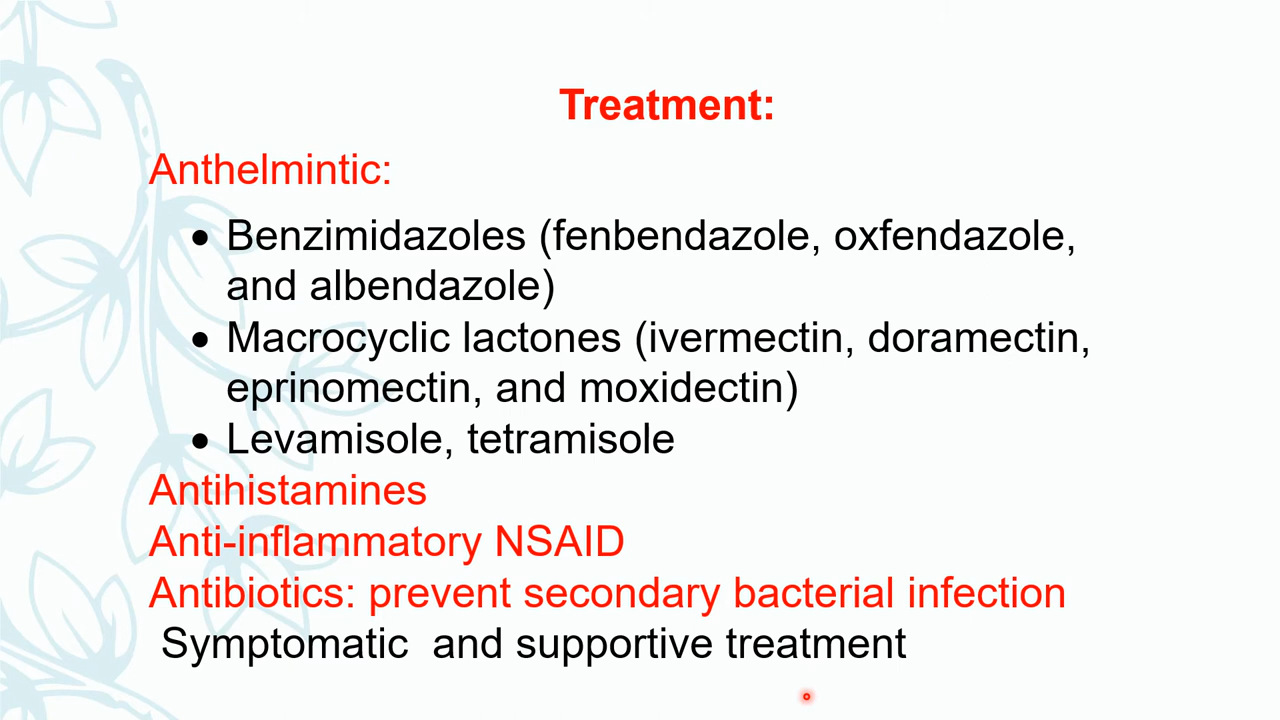 Treatment:
Anthelmintic:
• Benzimidazoles (fenbendazole, oxfendazole,
and albendazole)
• Macrocyclic lactones (ivermectin, doramectin,
eprinomectin, and moxidectin)
• Levamisole, tetramisole
Antihistamines
Anti-inflammatory NSAID
Antibiotics: prevent secondary bacterial infection
Symptomatic  and supportive treatment